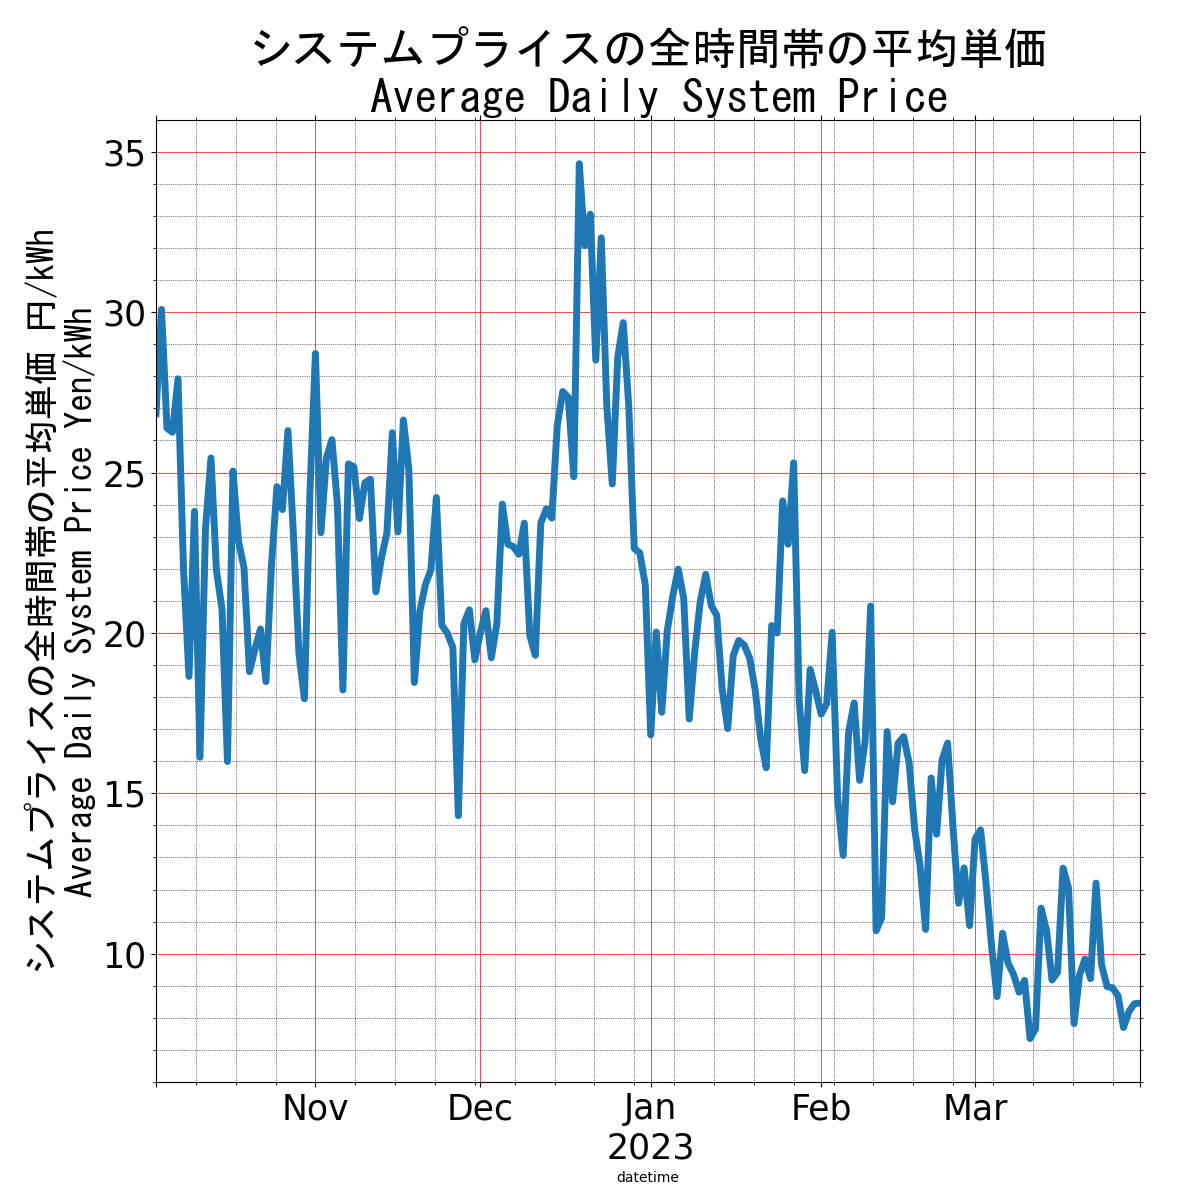 システムプライスの全時間帯の平均単価
Average Daily System Price
システムプライスの全時間帯の平均単価 円/kWh
Average Daily System Price Yen/kWh
35
30
25
20
15
10
Nov
Dec
Jan
Feb
Mar
2023
datetime